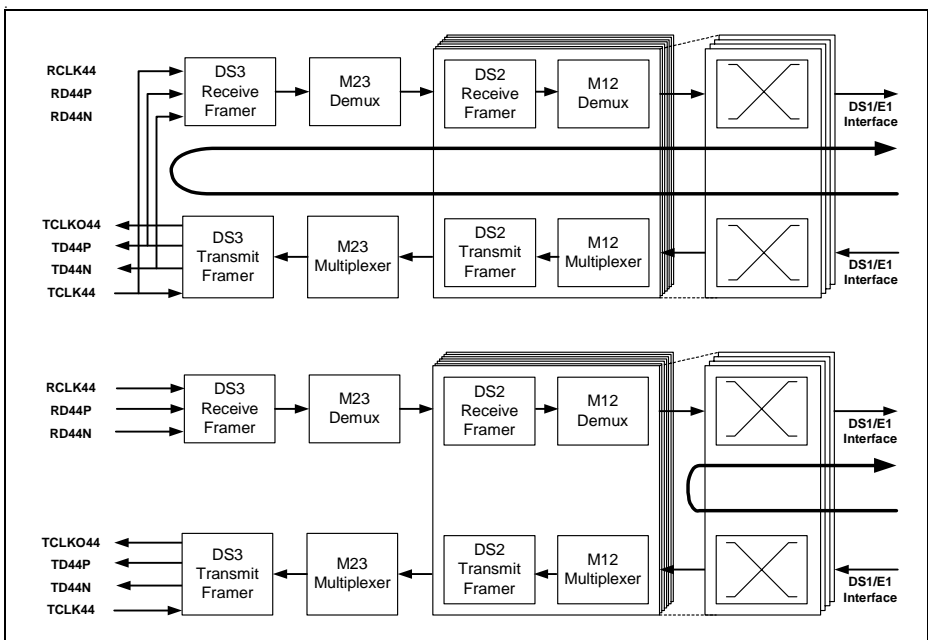 RCLK44
RD44P
RD44N
DS3
Receive
Framer
M23
Demux
DS2
Receive
Framer
M12
Demux
DS1/E1
Interface
TCLKO44
TD44P
TD44N
TCLK44
DS3
Transmit
Framer
M23
Multiplexer
DS2
Transmit
Framer
M12
Multiplexer
DS1/E1
Interface
RCLK44
RD44P
RD44N
DS3
Receive
Framer
M23
Demux
DS2
Receive
Framer
M12
Demux
DS1/E1
Interface
TCLKO44
TD44P
TD44N
TCLK44
DS3
Transmit
Framer
M23
Multiplexer
DS2
Transmit
Framer
M12
Multiplexer
DS1/E1
Interface